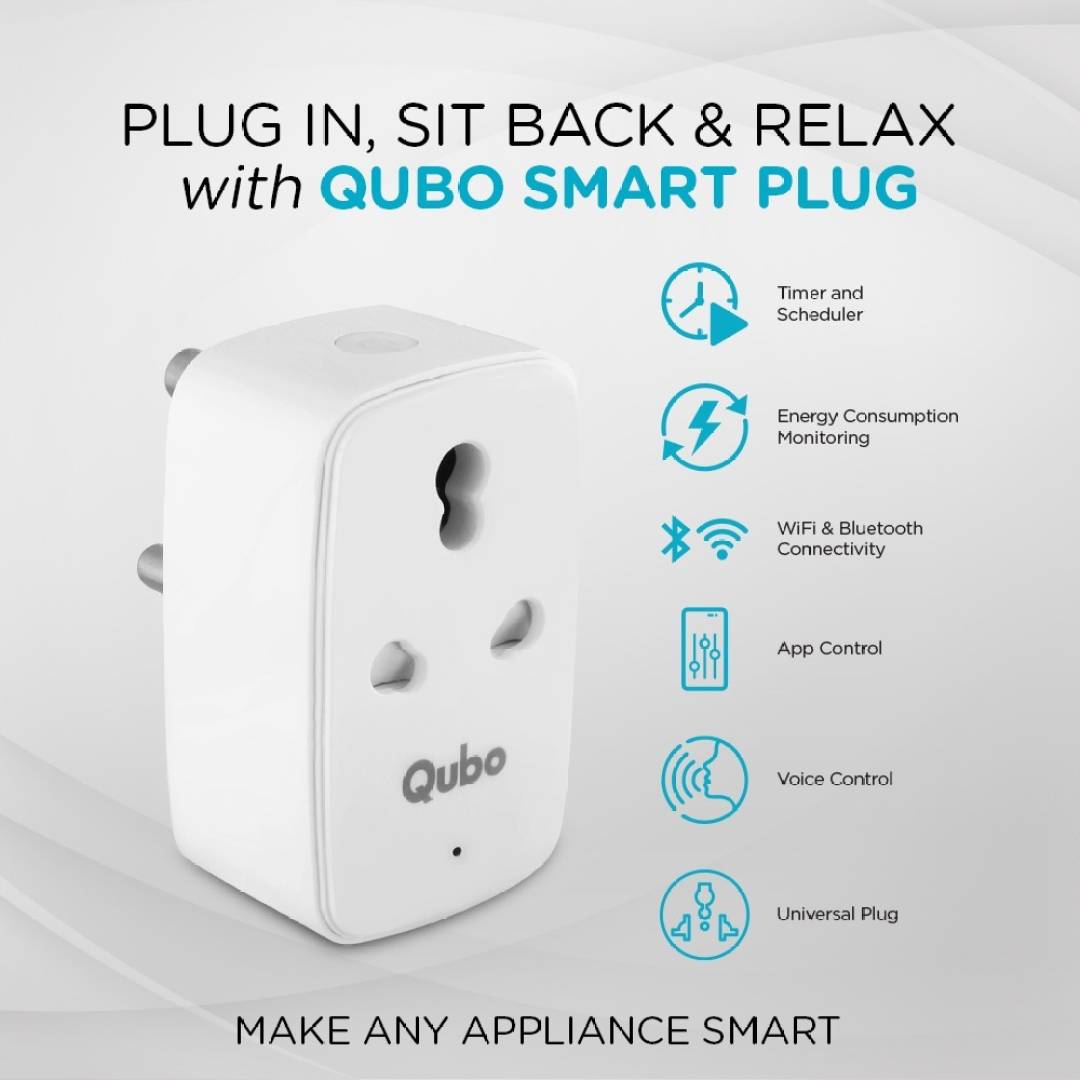 PLUG IN, SIT BACK & RELAX
with QUBO SMART PLUG
Timer and
Scheduler
Energy Consumption
Monitoring
WiFi & Bluetooth
Connectivity
App Control
Voice Control
Universal Plug
Qubo
MAKE ANY APPLIANCE SMART